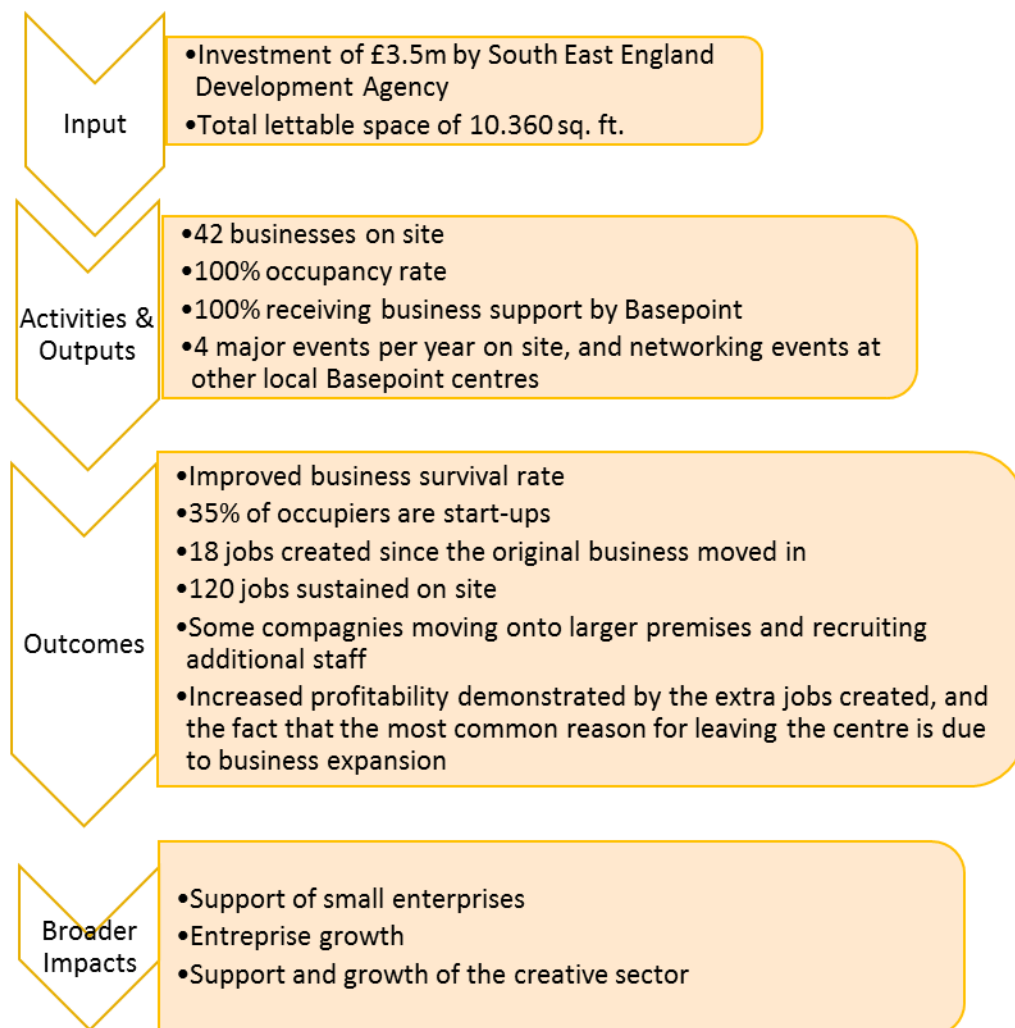 Input
•Investment of £3.5m by South East England
Development Agency
•Total lettable space of 10.360 sq. ft.
Activities &
Outputs
•42 businesses on site
•100% occupancy rate
•100% receiving business support by Basepoint
•4 major events per year on site, and networking events at
other local Basepoint centres
Outcomes
•Improved business survival rate
•35% of occupiers are start-ups
•18 jobs created since the original business moved in
•120 jobs sustained on site
•Some compagnies moving onto larger premises and recruiting
additional staff
•Increased profitability demonstrated by the extra jobs created, and
the fact that the most common reason for leaving the centre is due
to business expansion
Broader
Impacts
•Support of small enterprises
•Entreprise growth
•Support and growth of the creative sector